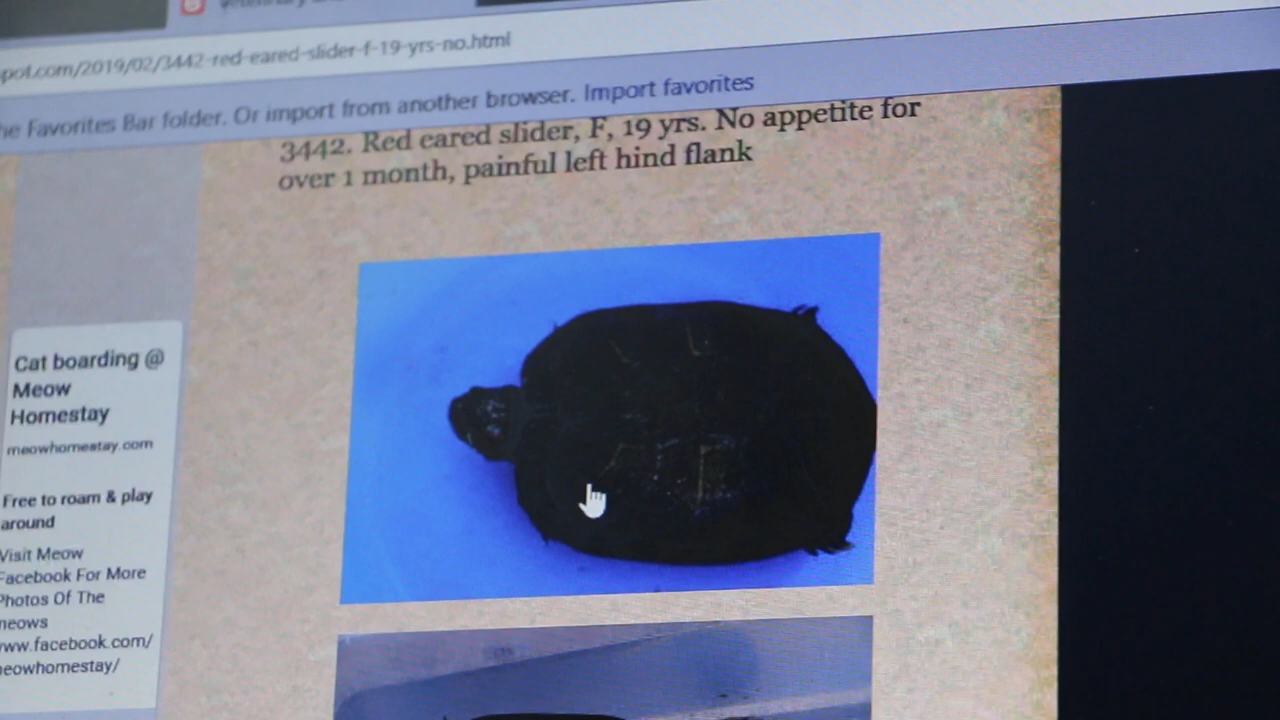 pot.com/2019/02/3442-red-eared-slider-f-19-yrs-no.html
he Favorites Bar folder. Or import from another browser. Import favorites
3442. Red eared slider, F, 19 yrs. No appetite for
over 1 month, painful left hind flank
Cat boarding @
Meow
Homestay
meowhomestay.com
Free to roam & play
around
Visit Meow
Facebook For More
Photos Of The
meows
www.facebook.com/
meowhomestay/